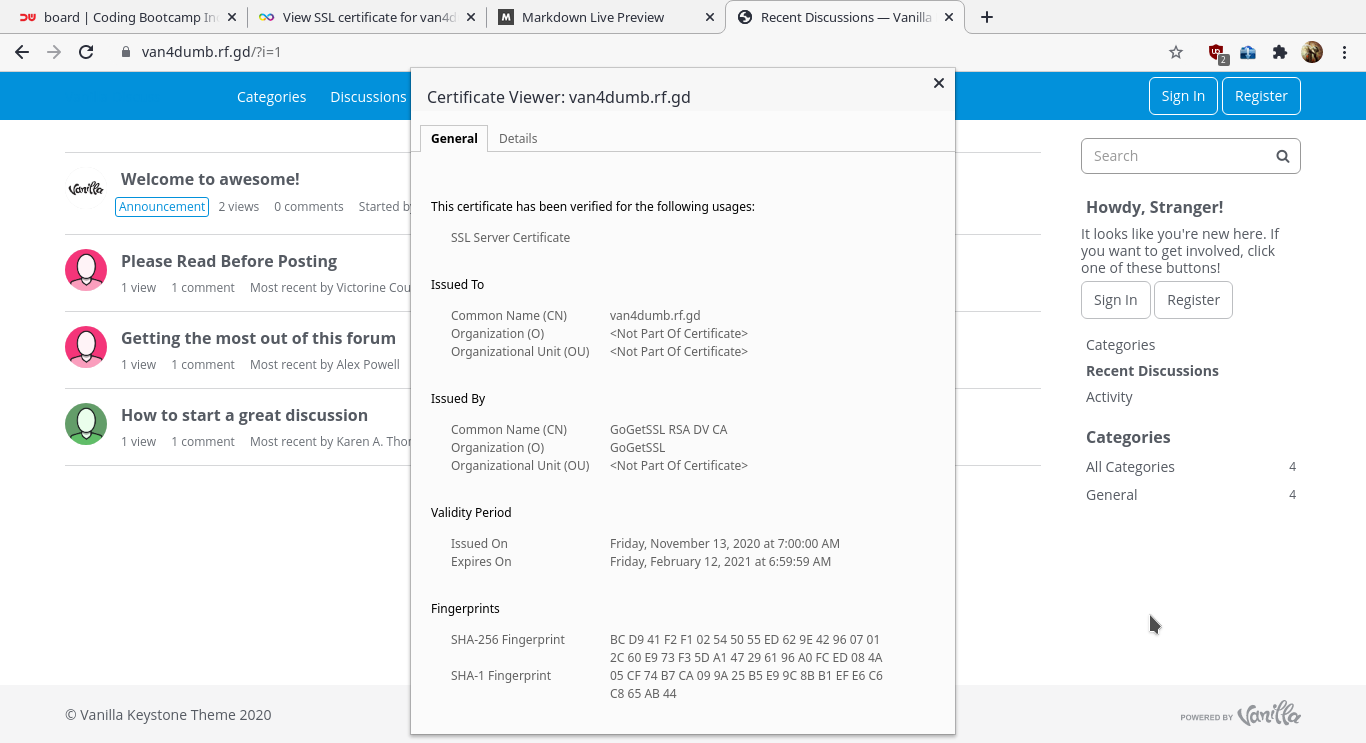 board | Coding Bootcamp In
View SSL certificate for van4d
Markdown Live Preview
Recent Discussions — Vanilla
van4dumb.rf.gd/?i=1
2
Categories Discussions
Sign In Register
Certificate Viewer: van4dumb.rf.gd
General Details
This certificate has been verified for the following usages:
SSL Server Certificate
Issued To
Common Name (CN) van4dumb.rf.gd
Organization (O) <Not Part Of Certificate>
Organizational Unit (OU) <Not Part Of Certificate>
Issued By
Common Name (CN) GoGetSSL RSA DV CA
Organization (O) GoGetSSL
Organizational Unit (OU) <Not Part Of Certificate>
Validity Period
Issued On Friday, November 13, 2020 at 7:00:00 AM
Expires On Friday, February 12, 2021 at 6:59:59 AM
Fingerprints
SHA-256 Fingerprint BC D9 41 F2 F1 02 54 50 55 ED 62 9E 42 96 07 01
2C 60 E9 73 F3 5D A1 47 29 61 96 A0 FC ED 08 4A
SHA-1 Fingerprint 05 CF 74 B7 CA 09 9A 25 B5 E9 9C 8B B1 EF E6 C6
C8 65 AB 44
Vanilla
Welcome to awesome!
Announcement 2 views 0 comments Started by
Please Read Before Posting
1 view 1 comment Most recent by Victorine Cou
Getting the most out of this forum
1 view 1 comment Most recent by Alex Powell
How to start a great discussion
1 view 1 comment Most recent by Karen A. Thor
Search
Howdy, Stranger!
It looks like you're new here. If
you want to get involved, click
one of these buttons!
Sign In Register
Categories
Recent Discussions
Activity
Categories
All Categories 4
General 4
© Vanilla Keystone Theme 2020
POWERED BY Vanilla